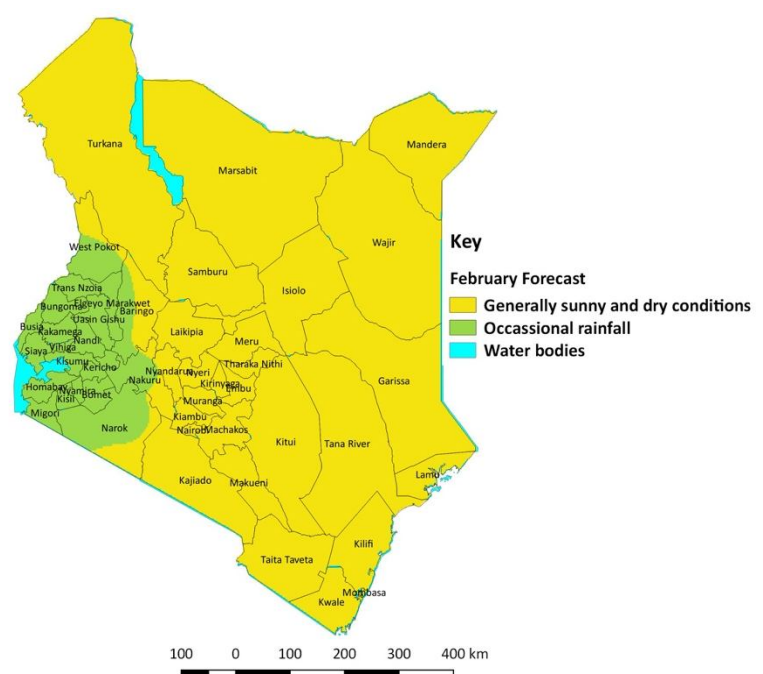 Turkana
Mandera
Marsabit
Wajir
West Pokot
Samburu
Isiolo
Trans Nzoia
Elgeyo Marakwet
Bungoma
Baringo
Uasin Gishu
Busia
Kakamega
Laikipia
Nandi
Meru
Siaya
Vihiga
Kisumu
Kericho
Nyandarua
Nyeri
Tharaka Nithi
Garissa
Nakuru
Kirinyaga
Embu
Homabay
Nyamira
Bomet
Kisii
Muranga
Migori
Kiambu
Narok
Nairobi
Machakos
Kitui
Tana River
Kajiado
Makueni
Lamu
Kilifi
Taita Taveta
Mombasa
Kwale
Key
February Forecast
Generally sunny and dry conditions
Occassional rainfall
Water bodies
100 0 100 200 300 400 km